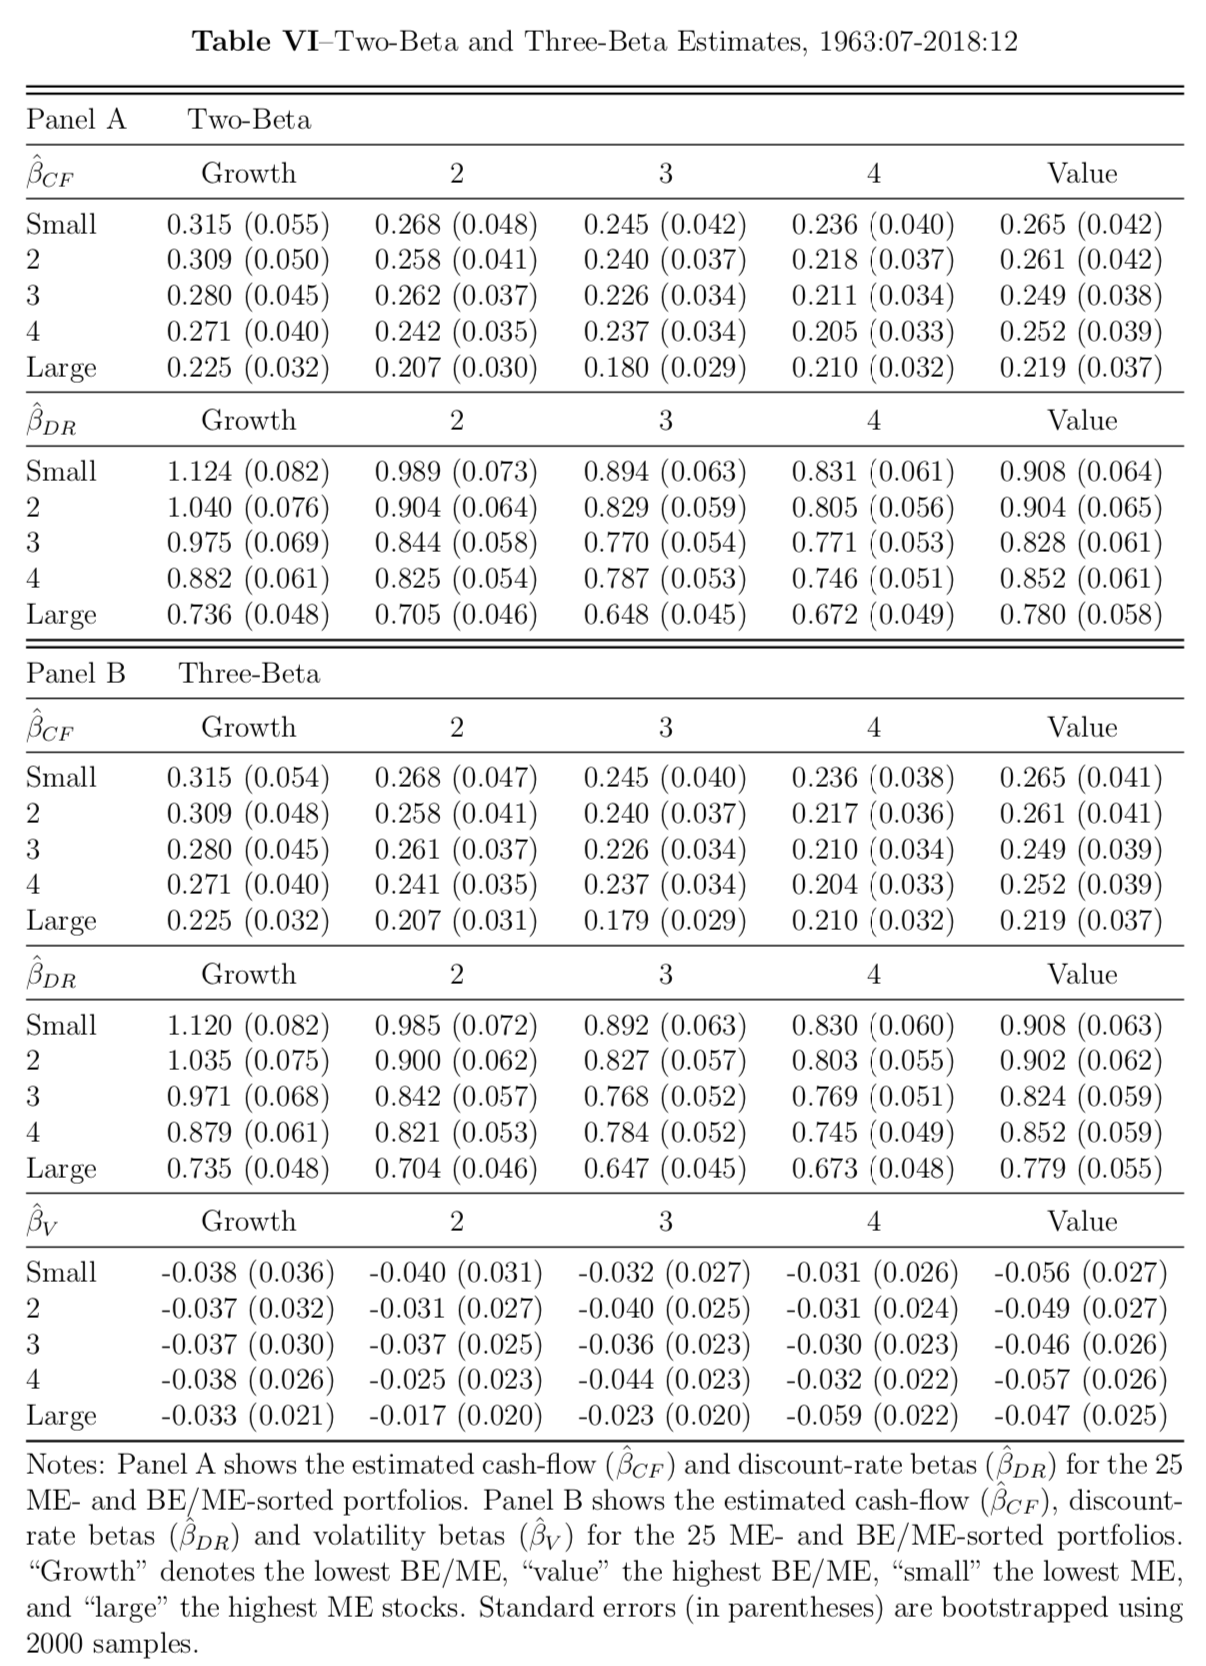 Table VI–Two-Beta and Three-Beta Estimates, 1963:07-2018:12
Panel A Two-Beta
β̂_CF Growth 2 3 4 Value
Small 0.315 (0.055) 0.268 (0.048) 0.245 (0.042) 0.236 (0.040) 0.265 (0.042)
2 0.309 (0.050) 0.258 (0.041) 0.240 (0.037) 0.218 (0.037) 0.261 (0.042)
3 0.280 (0.045) 0.262 (0.037) 0.226 (0.034) 0.211 (0.034) 0.249 (0.038)
4 0.271 (0.040) 0.242 (0.035) 0.237 (0.034) 0.205 (0.033) 0.252 (0.039)
Large 0.225 (0.032) 0.207 (0.030) 0.180 (0.029) 0.210 (0.032) 0.219 (0.037)
β̂_DR Growth 2 3 4 Value
Small 1.124 (0.082) 0.989 (0.073) 0.894 (0.063) 0.831 (0.061) 0.908 (0.064)
2 1.040 (0.076) 0.904 (0.064) 0.829 (0.059) 0.805 (0.056) 0.904 (0.065)
3 0.975 (0.069) 0.844 (0.058) 0.770 (0.054) 0.771 (0.053) 0.828 (0.061)
4 0.882 (0.061) 0.825 (0.054) 0.787 (0.053) 0.746 (0.051) 0.852 (0.061)
Large 0.736 (0.048) 0.705 (0.046) 0.648 (0.045) 0.672 (0.049) 0.780 (0.058)
Panel B Three-Beta
β̂_CF Growth 2 3 4 Value
Small 0.315 (0.054) 0.268 (0.047) 0.245 (0.040) 0.236 (0.038) 0.265 (0.041)
2 0.309 (0.048) 0.258 (0.041) 0.240 (0.037) 0.217 (0.036) 0.261 (0.041)
3 0.280 (0.045) 0.261 (0.037) 0.226 (0.034) 0.210 (0.034) 0.249 (0.039)
4 0.271 (0.040) 0.241 (0.035) 0.237 (0.034) 0.204 (0.033) 0.252 (0.039)
Large 0.225 (0.032) 0.207 (0.031) 0.179 (0.029) 0.210 (0.032) 0.219 (0.037)
β̂_DR Growth 2 3 4 Value
Small 1.120 (0.082) 0.985 (0.072) 0.892 (0.063) 0.830 (0.060) 0.908 (0.063)
2 1.035 (0.075) 0.900 (0.062) 0.827 (0.057) 0.803 (0.055) 0.902 (0.062)
3 0.971 (0.068) 0.842 (0.057) 0.768 (0.052) 0.769 (0.051) 0.824 (0.059)
4 0.879 (0.061) 0.821 (0.053) 0.784 (0.052) 0.745 (0.049) 0.852 (0.059)
Large 0.735 (0.048) 0.704 (0.046) 0.647 (0.045) 0.673 (0.048) 0.779 (0.055)
β̂_V Growth 2 3 4 Value
Small -0.038 (0.036) -0.040 (0.031) -0.032 (0.027) -0.031 (0.026) -0.056 (0.027)
2 -0.037 (0.032) -0.031 (0.027) -0.040 (0.025) -0.031 (0.024) -0.049 (0.027)
3 -0.037 (0.030) -0.037 (0.025) -0.036 (0.023) -0.030 (0.023) -0.046 (0.026)
4 -0.038 (0.026) -0.025 (0.023) -0.044 (0.023) -0.032 (0.022) -0.057 (0.026)
Large -0.033 (0.021) -0.017 (0.020) -0.023 (0.020) -0.059 (0.022) -0.047 (0.025)
Notes: Panel A shows the estimated cash-flow (β̂_CF) and discount-rate betas (β̂_DR) for the 25
ME- and BE/ME-sorted portfolios. Panel B shows the estimated cash-flow (β̂_CF), discount-
rate betas (β̂_DR) and volatility betas (β̂_V) for the 25 ME- and BE/ME-sorted portfolios.
“Growth” denotes the lowest BE/ME, “value” the highest BE/ME, “small” the lowest ME,
and “large” the highest ME stocks. Standard errors (in parentheses) are bootstrapped using
2000 samples.